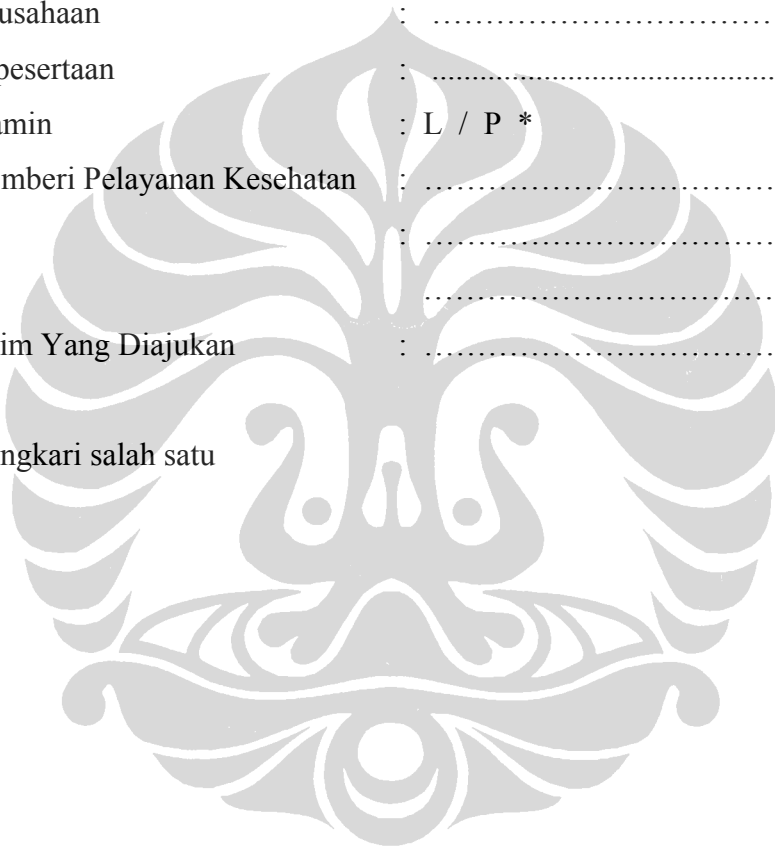 usahaan : ……………………………
pesertaan : ...........................................
amin : L / P *
mberi Pelayanan Kesehatan : ……………………………
: ……………………………
……………………………
im Yang Diajukan : ……………………………
ngkari salah satu